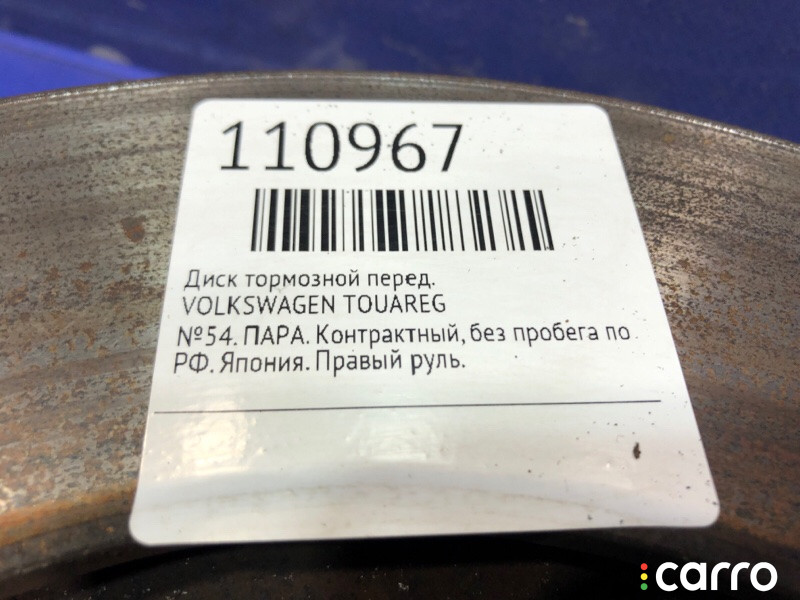 110967
Диск тормозной перед.
VOLKSWAGEN TOUAREG
№54. ПАРА. Контрактный, без пробега по
РФ. Япония. Правый руль.
carro